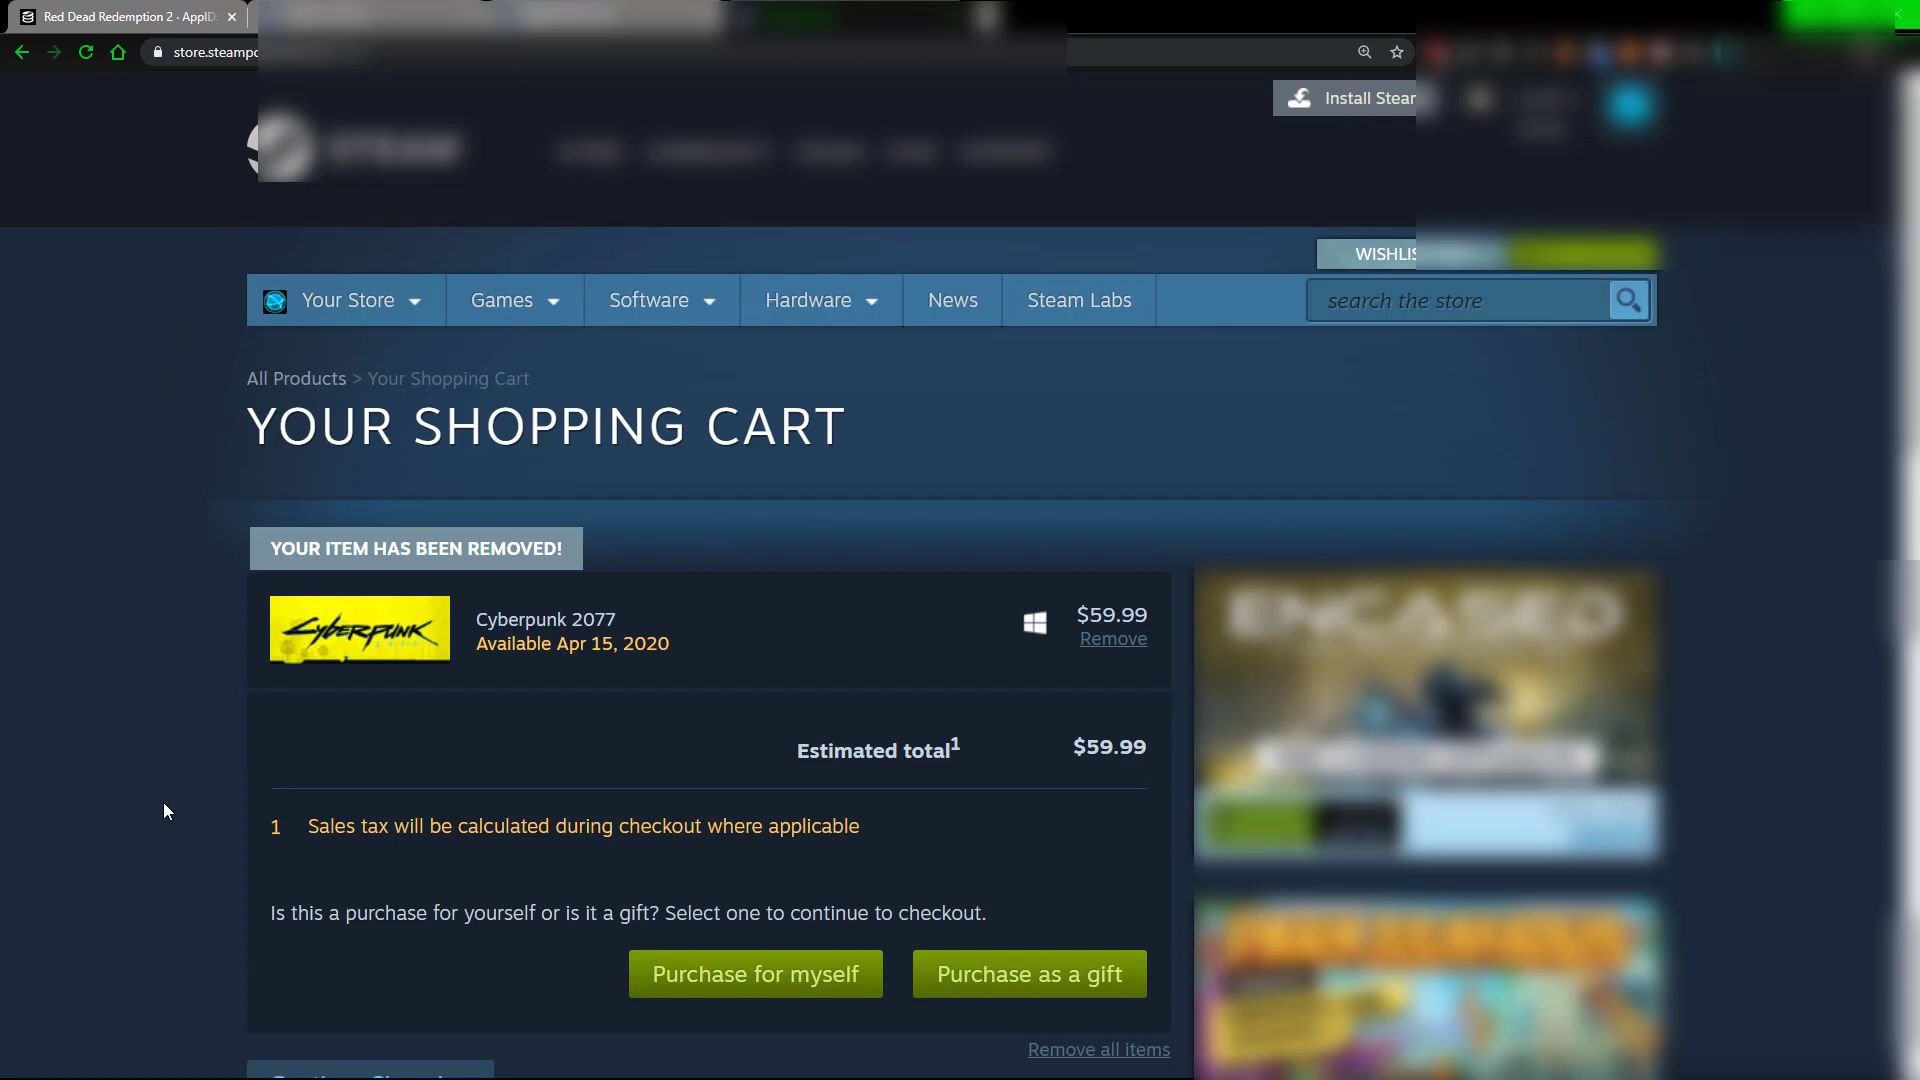 Red Dead Redemption 2 · AppID
store.steampo
Install Steam
WISHLIS
Your Store
Games
Software
Hardware
News
Steam Labs
search the store
All Products > Your Shopping Cart
YOUR SHOPPING CART
YOUR ITEM HAS BEEN REMOVED!
CYBERPUNK
Cyberpunk 2077
$59.99
Available Apr 15, 2020
Remove
ENCASED
Estimated total1
$59.99
1 Sales tax will be calculated during checkout where applicable
Is this a purchase for yourself or is it a gift? Select one to continue to checkout.
Purchase for myself
Purchase as a gift
Remove all items